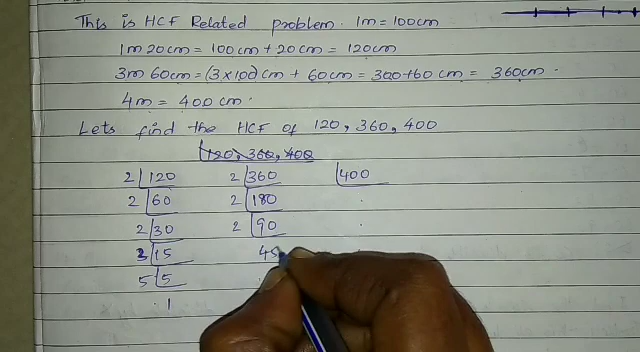 This is HCF Related problem. 1m = 100cm
1m 20cm = 100cm + 20cm = 120cm
3m 60cm = (3×100)cm + 60cm = 300+60 cm = 360cm.
4m = 400cm.
Lets find the HCF of 120, 360, 400
120, 360, 400
2 120 2 360 400
2 60 2 180
2 30 2 90
3 15 45
5 5
1